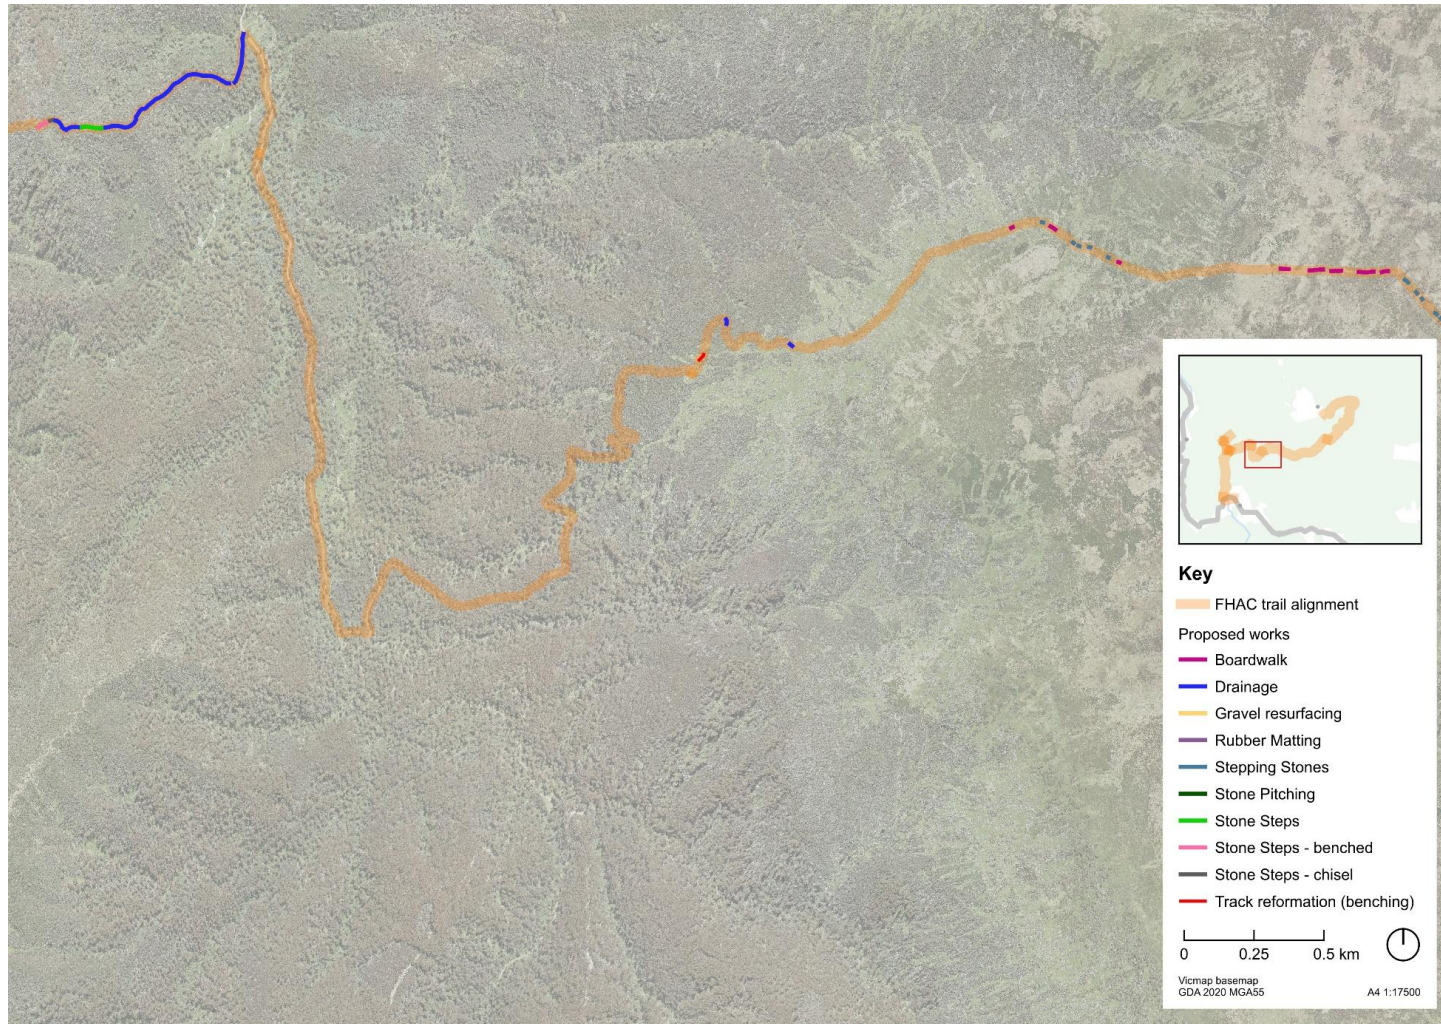 Key
FHAC trail alignment
Proposed works
Boardwalk
Drainage
Gravel resurfacing
Rubber Matting
Stepping Stones
Stone Pitching
Stone Steps
Stone Steps - benched
Stone Steps - chisel
Track reformation (benching)
0 0.25 0.5 km
Vicmap basemap
GDA 2020 MGA55 A4 1:17500